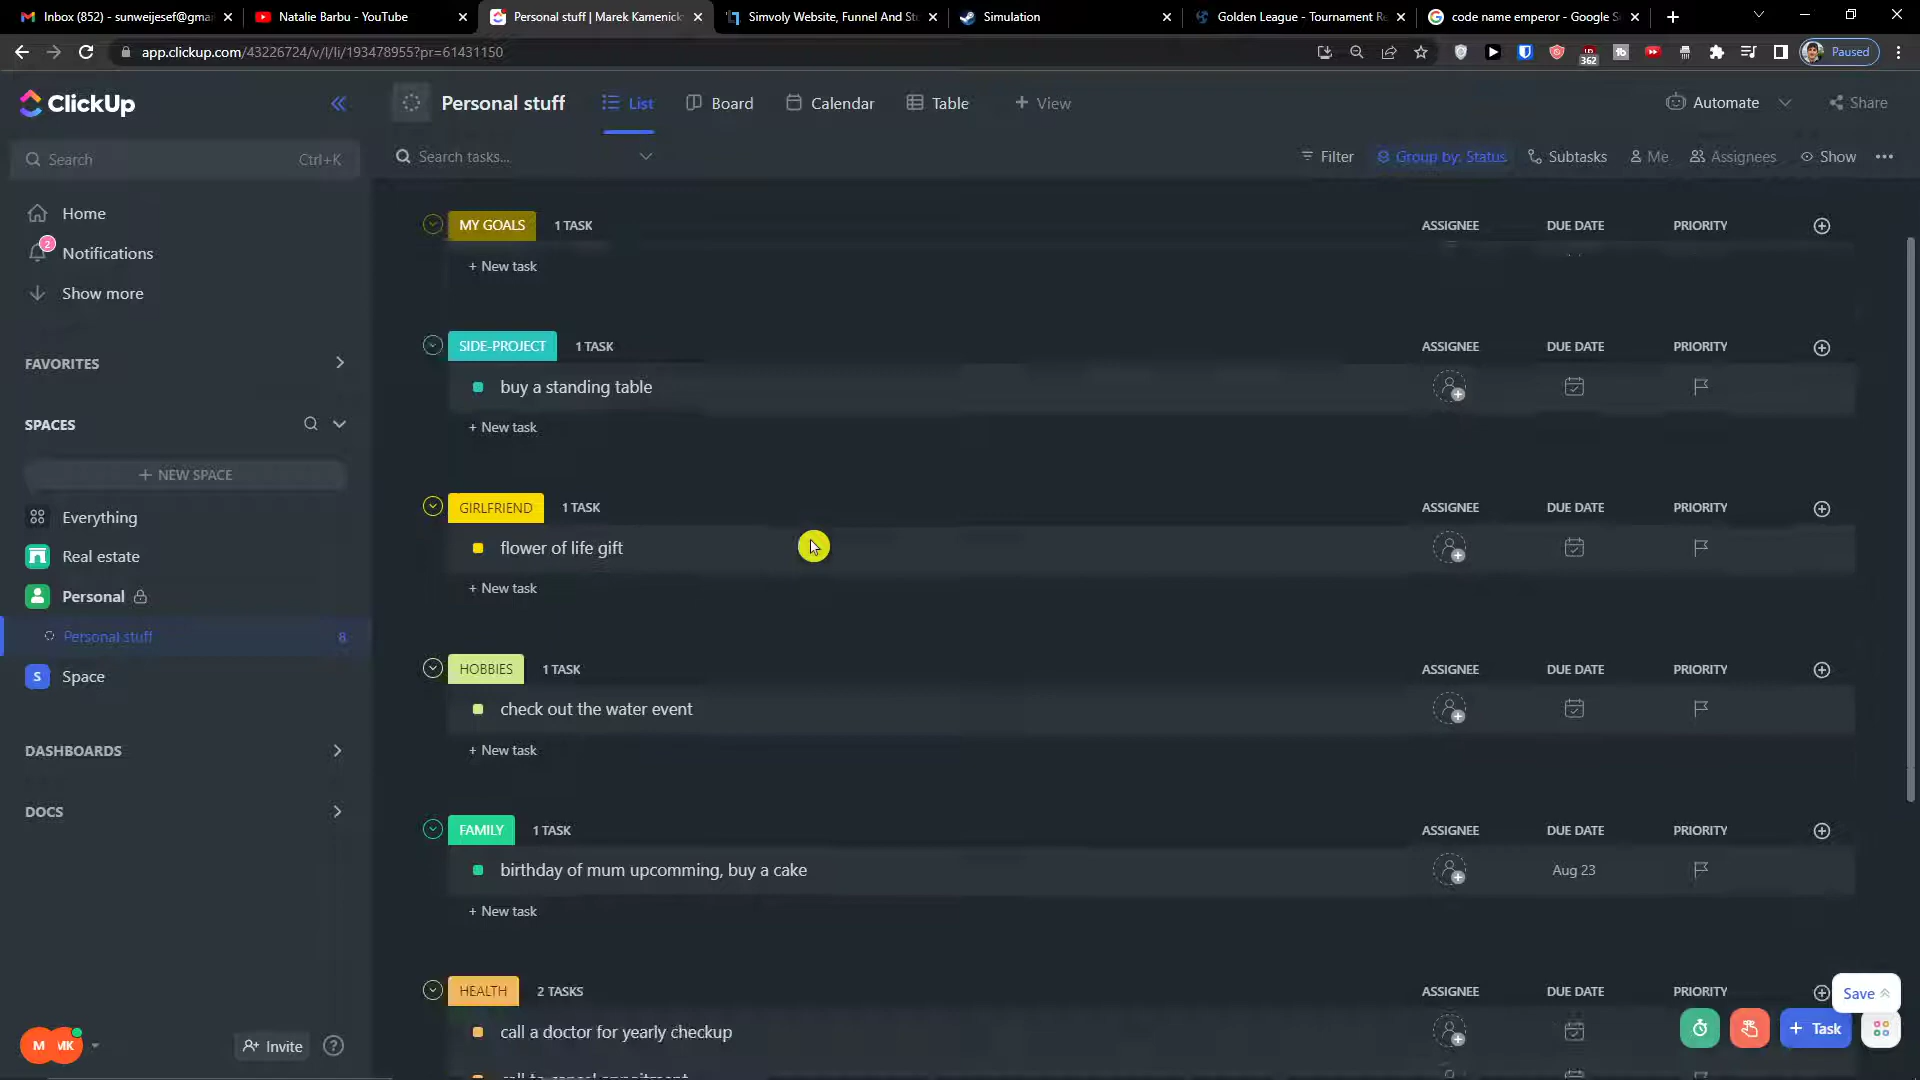 Inbox (852) - sunweijesef@gma
Natalie Barbu - YouTube
Personal stuff | Marek Kamenick
Simvoly Website, Funnel And St
Simulation
Golden League - Tournament Re
code name emperor - Google S
app.clickup.com/43226724/v/l/li/193478955?pr=61431150
362
Paused
ClickUp
Personal stuff
List
Board
Calendar
Table
+ View
Automate
Share
Search
Ctrl+K
Search tasks...
Filter
Group by: Status
Subtasks
Me
Assignees
Show
Home
2
Notifications
Show more
FAVORITES
SPACES
+ NEW SPACE
Everything
Real estate
Personal
Personal stuff
8
S
Space
DASHBOARDS
DOCS
M
MK
Invite
?
MY GOALS
1 TASK
ASSIGNEE
DUE DATE
PRIORITY
+ New task
SIDE-PROJECT
1 TASK
ASSIGNEE
DUE DATE
PRIORITY
buy a standing table
+ New task
GIRLFRIEND
1 TASK
ASSIGNEE
DUE DATE
PRIORITY
flower of life gift
+ New task
HOBBIES
1 TASK
ASSIGNEE
DUE DATE
PRIORITY
check out the water event
+ New task
FAMILY
1 TASK
ASSIGNEE
DUE DATE
PRIORITY
birthday of mum upcomming, buy a cake
Aug 23
+ New task
HEALTH
2 TASKS
ASSIGNEE
DUE DATE
PRIORITY
Save
call a doctor for yearly checkup
+ Task